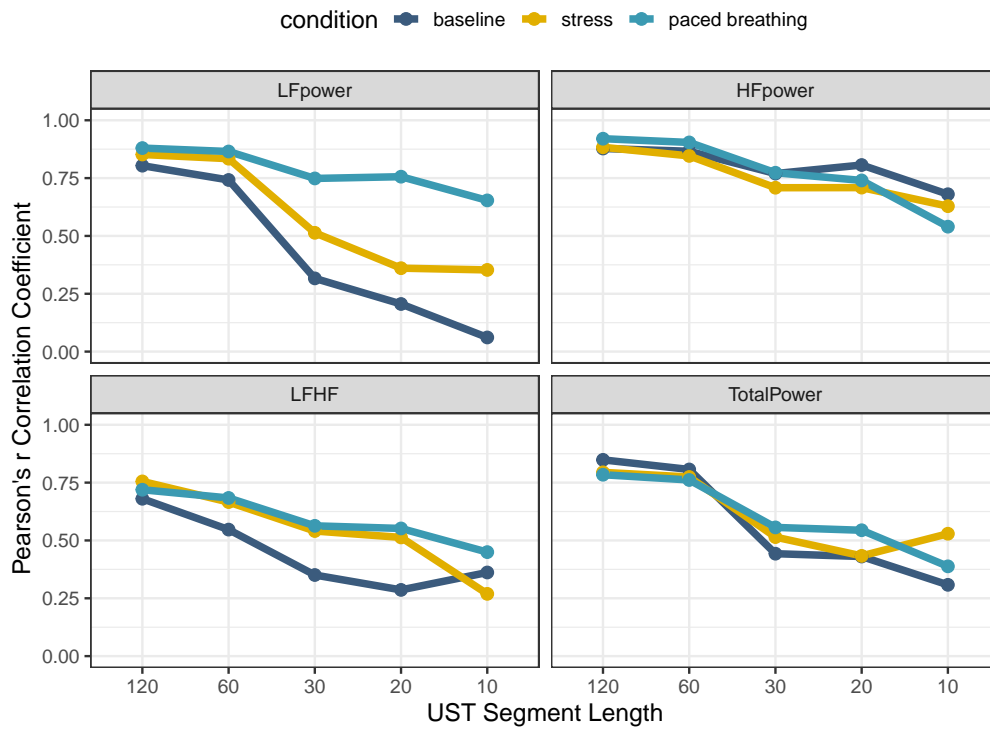 condition baseline stress paced breathing
LFpower HFpower
1.00
0.75
0.50
0.25
0.00
LFHF TotalPower
1.00
0.75
0.50
0.25
0.00
120 60 30 20 10 120 60 30 20 10
UST Segment Length
Pearson's r Correlation Coefficient